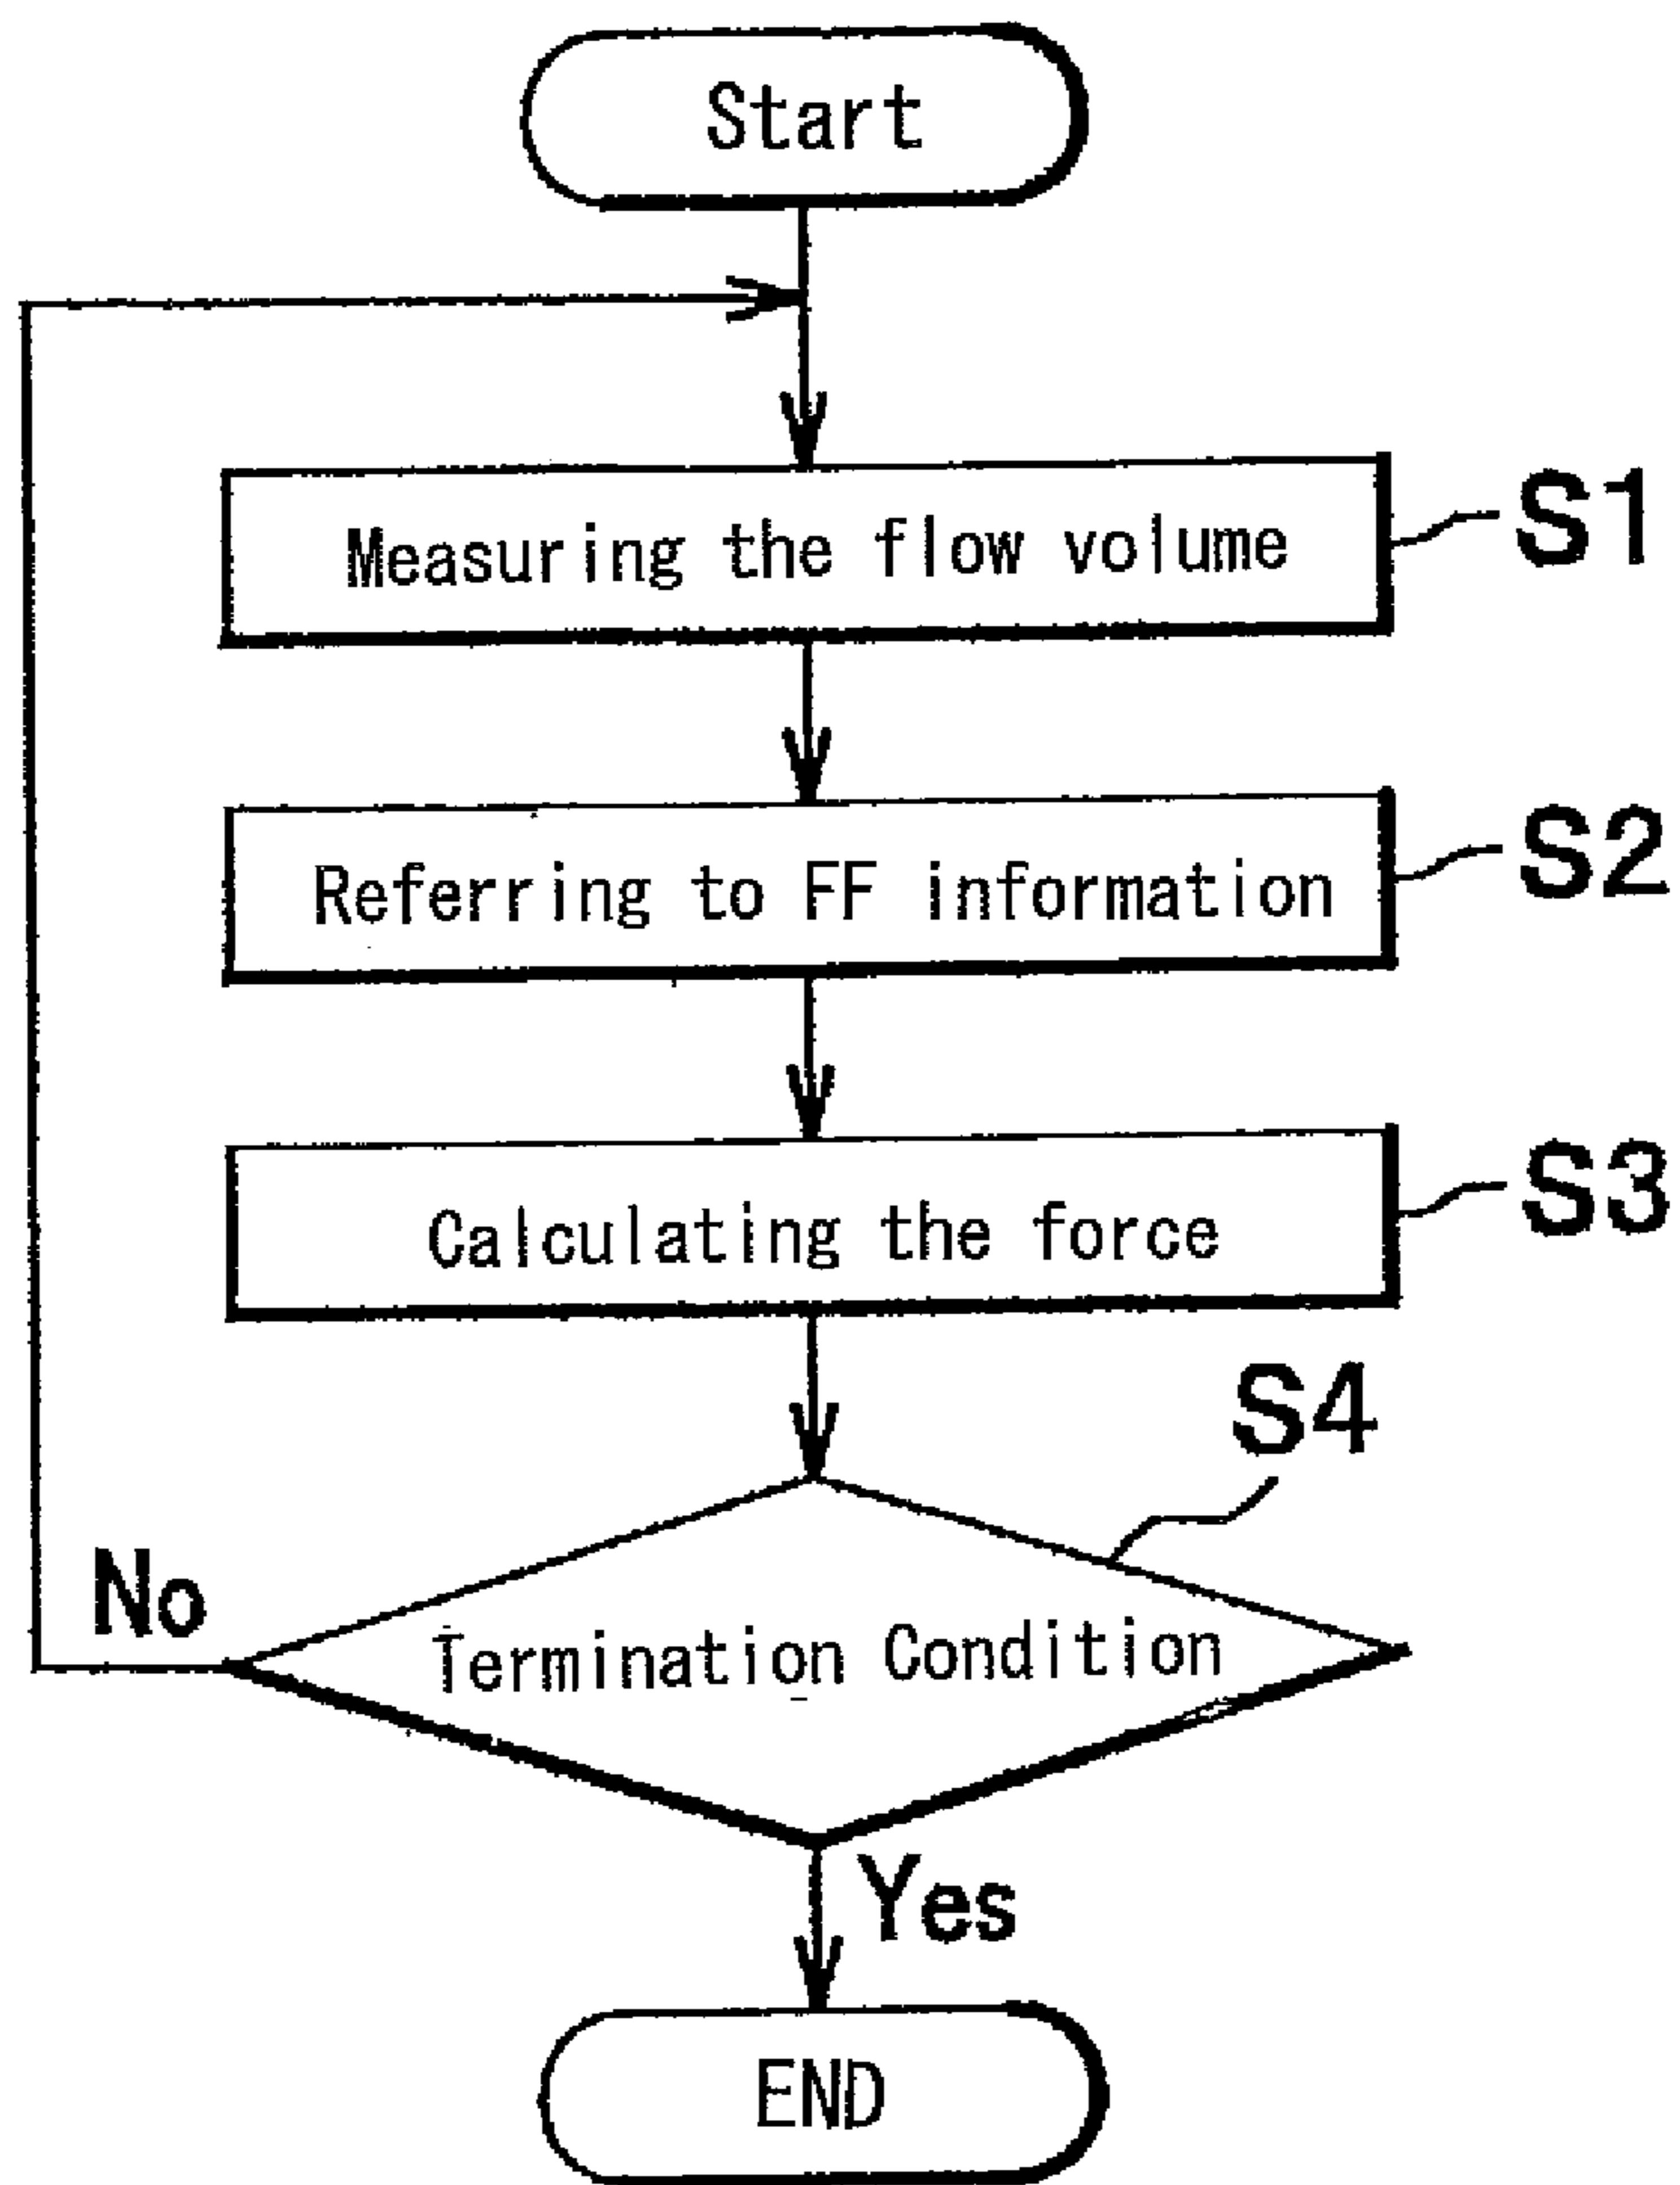 Start
Measuring the flow volume
S1
Referring to FF information
S2
Calculating the force
S3
S4
No
Termination Condition
Yes
END